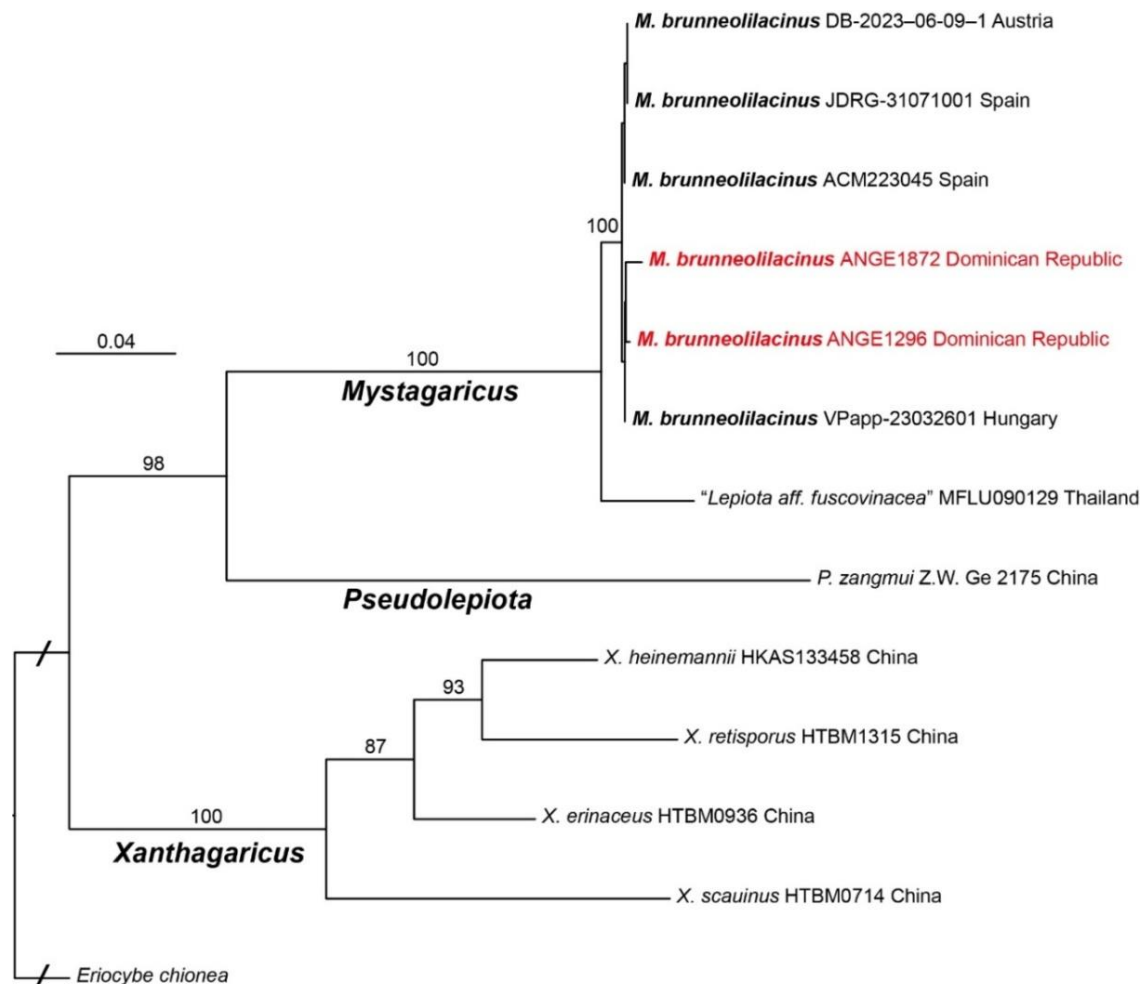 M. brunneolilacinus DB-2023–06-09–1 Austria
M. brunneolilacinus JDRG-31071001 Spain
M. brunneolilacinus ACM223045 Spain
100
M. brunneolilacinus ANGE1872 Dominican Republic
0.04
M. brunneolilacinus ANGE1296 Dominican Republic
100
Mystagaricus
M. brunneolilacinus VPapp-23032601 Hungary
98
“Lepiota aff. fuscovinacea” MFLU090129 Thailand
P. zangmui Z.W. Ge 2175 China
Pseudolepiota
X. heinemannii HKAS133458 China
93
X. retisporus HTBM1315 China
87
X. erinaceus HTBM0936 China
100
Xanthagaricus
X. scauinus HTBM0714 China
Eriocybe chionea